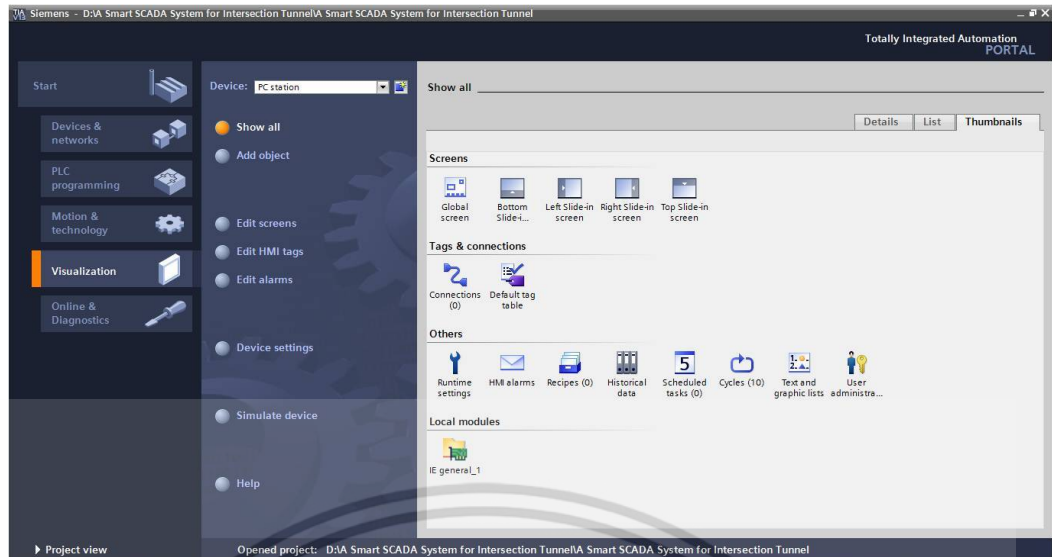 Siemens - D:\A Smart SCADA System for Intersection Tunnel\A Smart SCADA System for Intersection Tunnel
Totally Integrated Automation
PORTAL
Start
Devices &
networks
PLC
programming
Motion &
technology
Visualization
Online &
Diagnostics
Project view
Device: PC station
Show all
Add object
Edit screens
Edit HMI tags
Edit alarms
Device settings
Simulate device
Help
Show all
Details List Thumbnails
Screens
Global
screen
Bottom
Slide-i...
Left Slide-in
screen
Right Slide-in
screen
Top Slide-in
screen
Tags & connections
Connections
(0)
Default tag
table
Others
Runtime
settings
HMI alarms
Recipes (0)
Historical
data
5
Scheduled
tasks (0)
Cycles (10)
Text and
graphic lists
User
administra...
Local modules
IE general_1
Opened project: D:\A Smart SCADA System for Intersection Tunnel\A Smart SCADA System for Intersection Tunnel